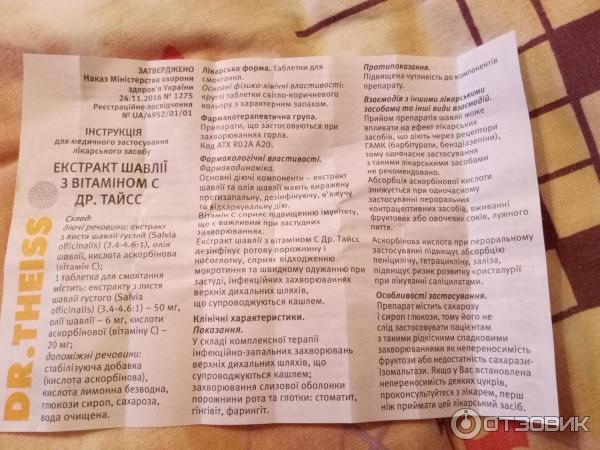 ЗАТВЕРДЖЕНО
Наказ Міністерства охорони
здоров'я України
24.11.2016 № 1275
Реєстраційне посвідчення
№ UA/4952/01/01
ІНСТРУКЦІЯ
для медичного застосування
лікарського засобу
ЕКСТРАКТ ШАВЛІЇ
З ВІТАМІНОМ С
ДР. ТАЙСС
Склад:
діючі речовини: екстракт
з листя шавлії густий (Salvia
officinalis) (3.4-4.6:1), олія
шавлії, кислота аскорбінова
(вітамін С);
1 таблетка для смоктання
містить: екстракту з листя
шавлії густого (Salvia
officinalis) (3.4-4.6:1) – 50 мг,
олії шавлії – 6 мг, кислоти
аскорбінової (вітаміну С) –
20 мг;
допоміжні речовини:
стабілізуюча добавка
(кислота аскорбінова),
кислота лимонна безводна,
глюкози сироп, сахароза,
вода очищена.
DR.THEISS
Лікарська форма. Таблетки для
смоктання.
Основні фізико-хімічні властивості:
круглі таблетки світло-коричневого
кольору з характерним запахом.
Фармакотерапевтична група.
Препарати, що застосовуються при
захворюваннях горла.
Код АТХ R02A A20.
Фармакологічні властивості.
Фармакодинаміка.
Основні діючі компоненти – екстракт
шавлії та олія шавлії мають виражену
протизапальну, дезінфікуючу, в'яжучу
та відхаркувальну дію.
Вітамін С сприяє підвищенню імунітету,
що є важливим при застудних
захворюваннях.
Екстракт шавлії з вітаміном С Др. Тайсс
дезінфікує ротову порожнину і
носоглотку, сприяє відходженню
мокротиння та швидкому одужанню при
застуді, інфекційних захворюваннях
верхніх дихальних шляхів, що
супроводжуються кашлем.
Клінічні характеристики.
Показання.
У складі комплексної терапії
інфекційно-запальних захворювань
верхніх дихальних шляхів, що
супроводжуються кашлем;
захворювання слизової оболонки
порожнини рота та глотки: стоматит,
гінгівіт, фарингіт.
Протипоказання.
Підвищена чутливість до компонентів
препарату.
Взаємодія з іншими лікарськими
засобами та інші види взаємодій.
Прийом препаратів шавлії може
впливати на ефект лікарських
засобів, що діють через рецептори
ГАМК (барбітурати, бензодіазепіни),
тому одночасне застосування
з такими лікарськими засобами
не рекомендовано.
Абсорбція аскорбінової кислоти
знижується при одночасному
застосуванні пероральних
контрацептивних засобів, вживанні
фруктових або овочевих соків, лужного
пиття.
Аскорбінова кислота при пероральному
застосуванні підвищує абсорбцію
пеніциліну, тетрацикліну, заліза,
підвищує ризик розвитку кристалурії
при лікуванні саліцилатами.
Особливості застосування.
Препарат містить сахарозу
і сироп глюкози, тому його не
слід застосовувати пацієнтам
з такими рідкісними спадковими
захворюваннями як непереносимість
фруктози або недостатність сахарази-
ізомальтази. Якщо у Вас встановлена
непереносимість деяких цукрів,
проконсультуйтеся з лікарем, перш
ніж приймати цей лікарський засіб.
ОТЗОВИК